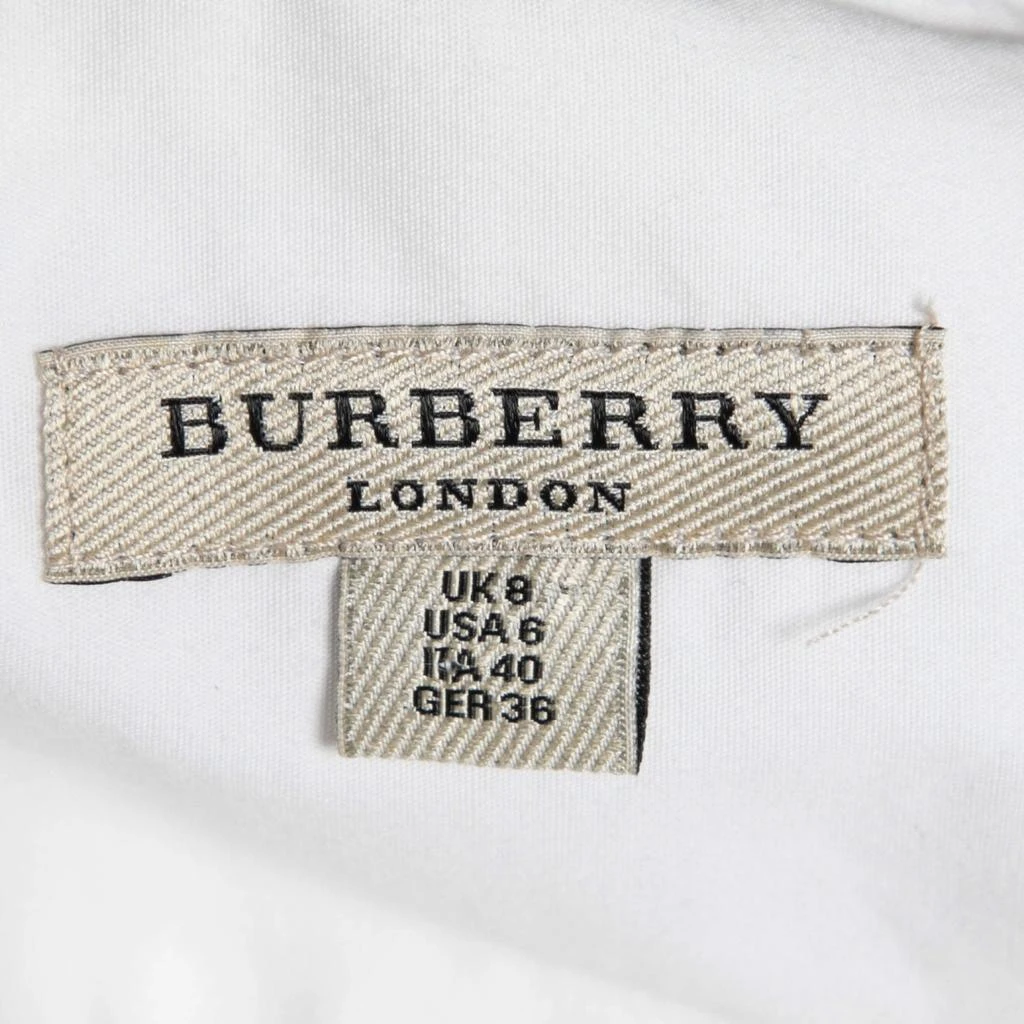 BURBERRY
LONDON
UK 8
USA 6
ITA 40
GER 36